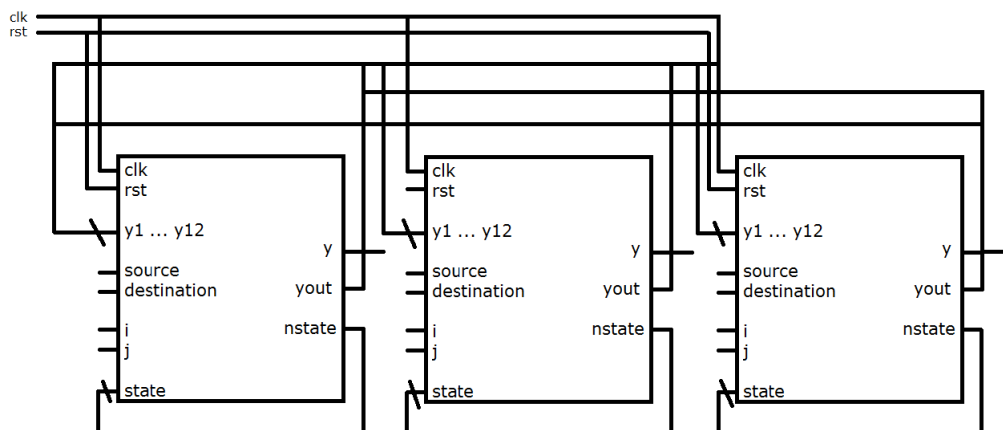 clk
rst
clk
rst
y1 ... y12
y
source
destination
yout
i
nstate
j
state
clk
rst
y1 ... y12
y
source
destination
yout
i
nstate
j
state
clk
rst
y1 ... y12
y
source
destination
yout
i
nstate
j
state